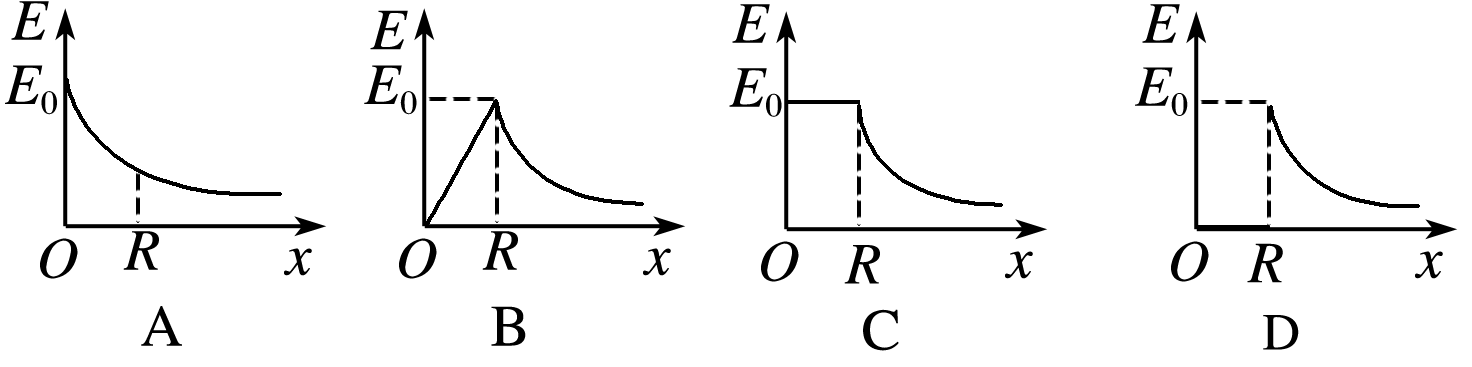 E E₀ O R x
A
E E₀ O R x
B
E E₀ O R x
C
E E₀ O R x
D